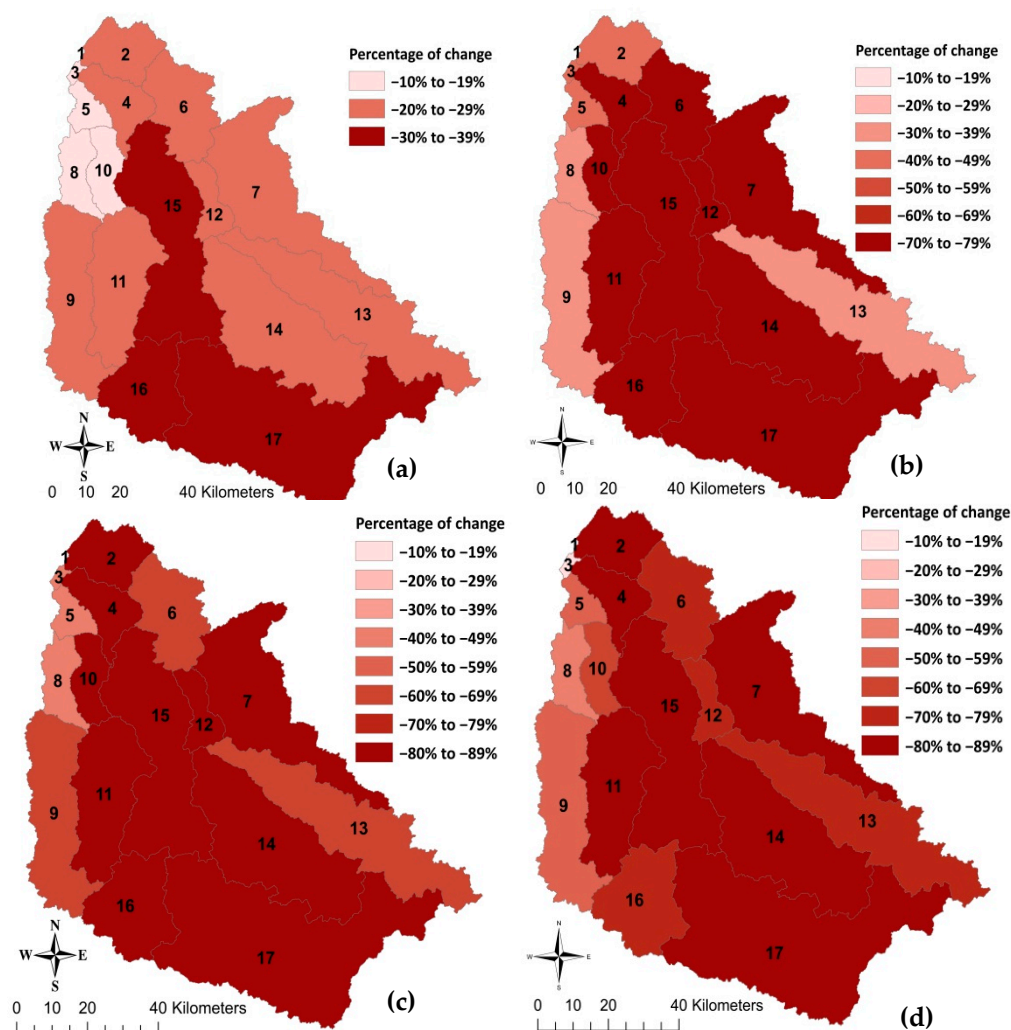 Percentage of change
−10% to −19%
−20% to −29%
−30% to −39%
1
2
3
4
5
6
7
8
10
15
12
9
11
13
14
16
17
N
W E
S
0 10 20 40 Kilometers
(a)
Percentage of change
−10% to −19%
−20% to −29%
−30% to −39%
−40% to −49%
−50% to −59%
−60% to −69%
−70% to −79%
1
2
3
4
5
6
7
8
10
15
12
9
11
13
14
16
17
N
W E
S
0 10 20 40 Kilometers
(b)
Percentage of change
−10% to −19%
−20% to −29%
−30% to −39%
−40% to −49%
−50% to −59%
−60% to −69%
−70% to −79%
−80% to −89%
1
2
3
4
5
6
7
8
10
15
12
9
11
13
14
16
17
N
W E
S
0 10 20 40 Kilometers
(c)
Percentage of change
−10% to −19%
−20% to −29%
−30% to −39%
−40% to −49%
−50% to −59%
−60% to −69%
−70% to −79%
−80% to −89%
1
2
3
4
5
6
7
8
10
15
12
9
11
13
14
16
17
N
W E
S
0 10 20 40 Kilometers
(d)